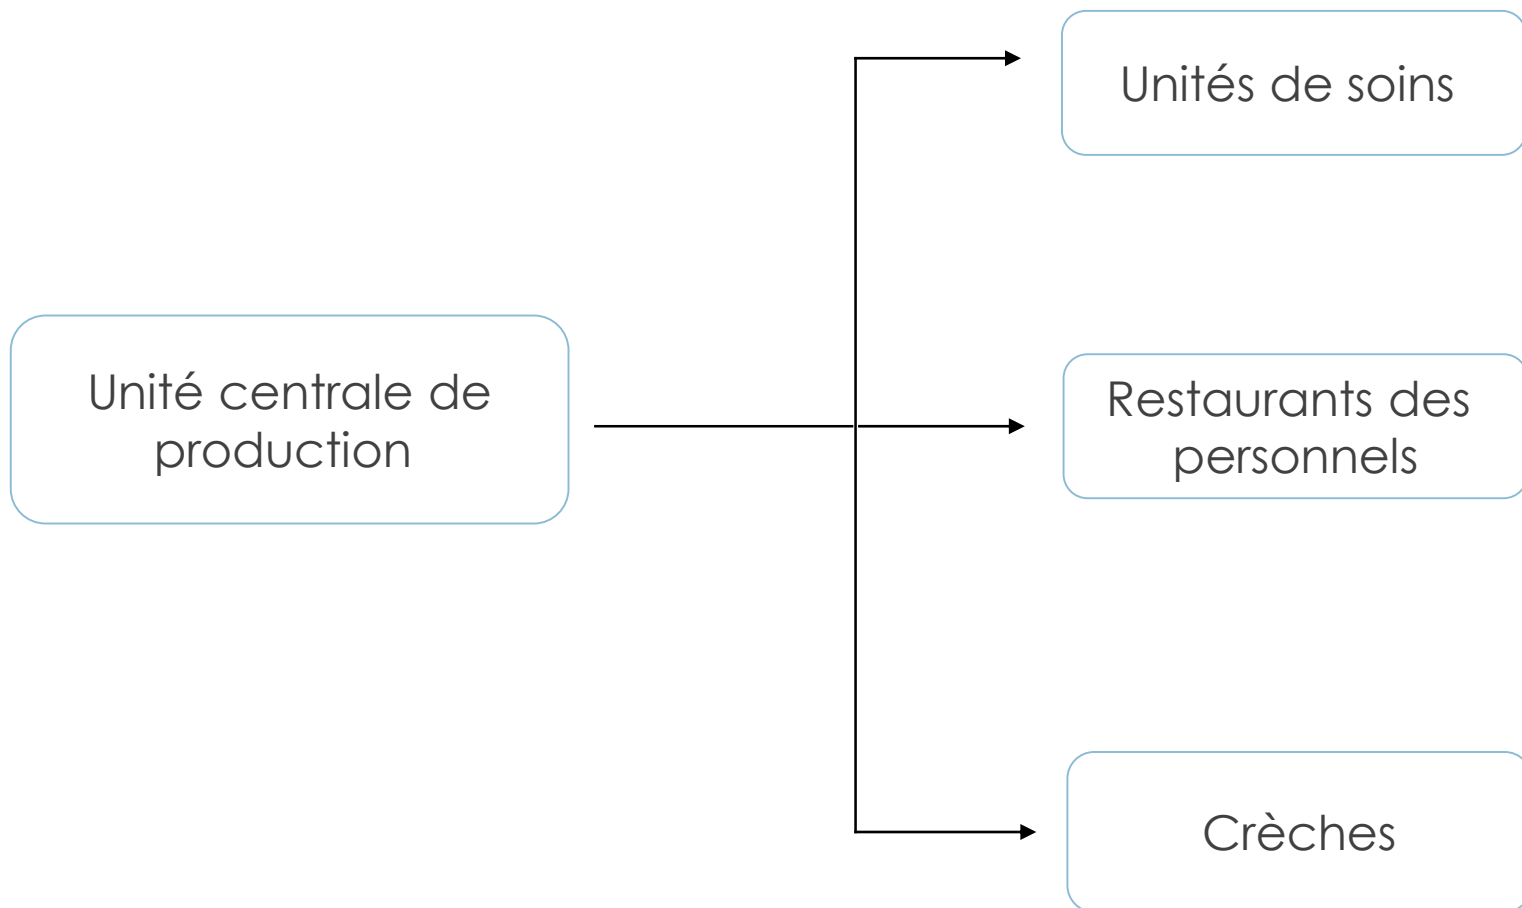 Unités de soins
Unité centrale de
production
Restaurants des
personnels
Crèches